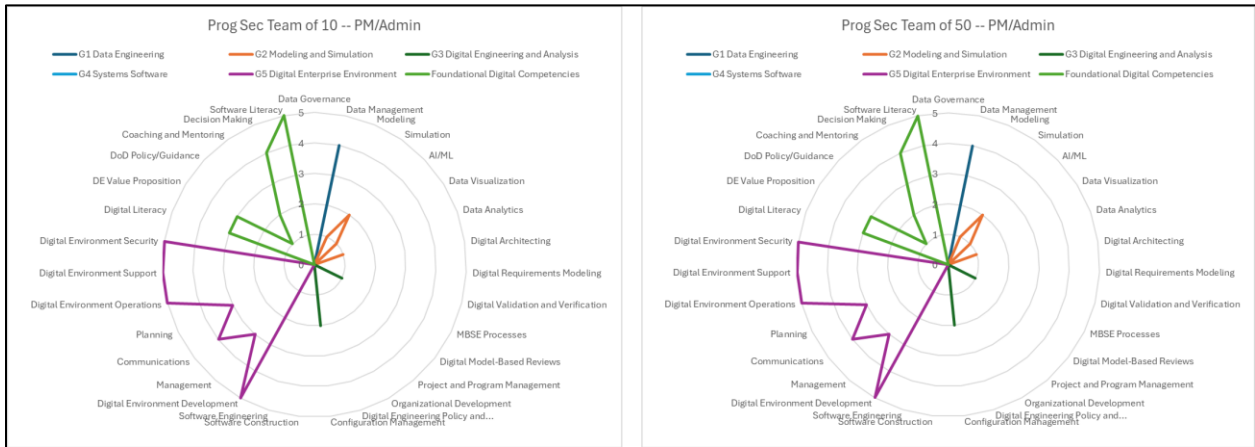 Prog Sec Team of 10 -- PM/Admin
G1 Data Engineering
G2 Modeling and Simulation
G3 Digital Engineering and Analysis
G4 Systems Software
G5 Digital Enterprise Environment
Foundational Digital Competencies
Data Governance
Data Management
Modeling
Simulation
AI/ML
Data Visualization
Data Analytics
Digital Architecting
Digital Requirements Modeling
Digital Validation and Verification
MBSE Processes
Digital Model-Based Reviews
Project and Program Management
Organizational Development
Digital Engineering Policy and...
Configuration Management
Software Construction
Software Engineering
Digital Environment Development
Management
Communications
Planning
Digital Environment Operations
Digital Environment Support
Digital Environment Security
Digital Literacy
DE Value Proposition
DoD Policy/Guidance
Coaching and Mentoring
Decision Making
Software Literacy
5
4
3
2
1
0
Prog Sec Team of 50 -- PM/Admin
G1 Data Engineering
G2 Modeling and Simulation
G3 Digital Engineering and Analysis
G4 Systems Software
G5 Digital Enterprise Environment
Foundational Digital Competencies
Data Governance
Data Management
Modeling
Simulation
AI/ML
Data Visualization
Data Analytics
Digital Architecting
Digital Requirements Modeling
Digital Validation and Verification
MBSE Processes
Digital Model-Based Reviews
Project and Program Management
Organizational Development
Digital Engineering Policy and...
Configuration Management
Software Construction
Software Engineering
Digital Environment Development
Management
Communications
Planning
Digital Environment Operations
Digital Environment Support
Digital Environment Security
Digital Literacy
DE Value Proposition
DoD Policy/Guidance
Coaching and Mentoring
Decision Making
Software Literacy
5
4
3
2
1
0